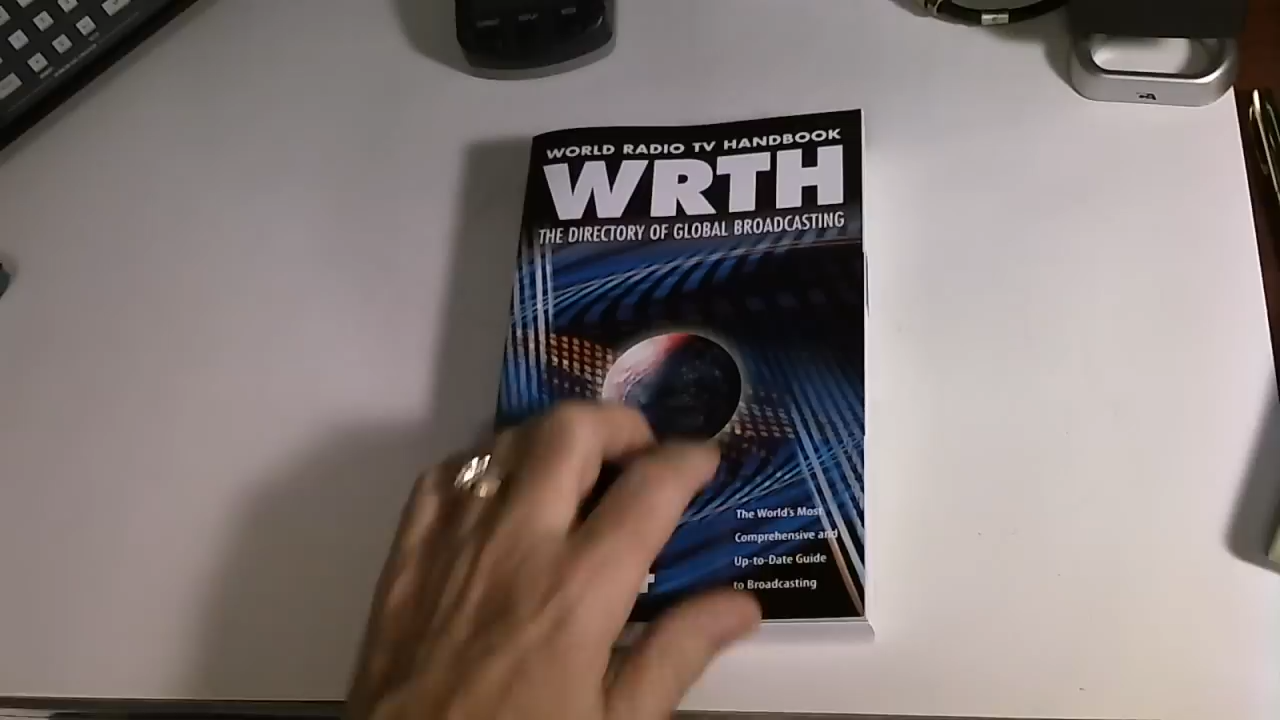 WORLD RADIO TV HANDBOOK
WRTH
THE DIRECTORY OF GLOBAL BROADCASTING
The World's Most
Comprehensive and
Up-to-Date Guide
to Broadcasting